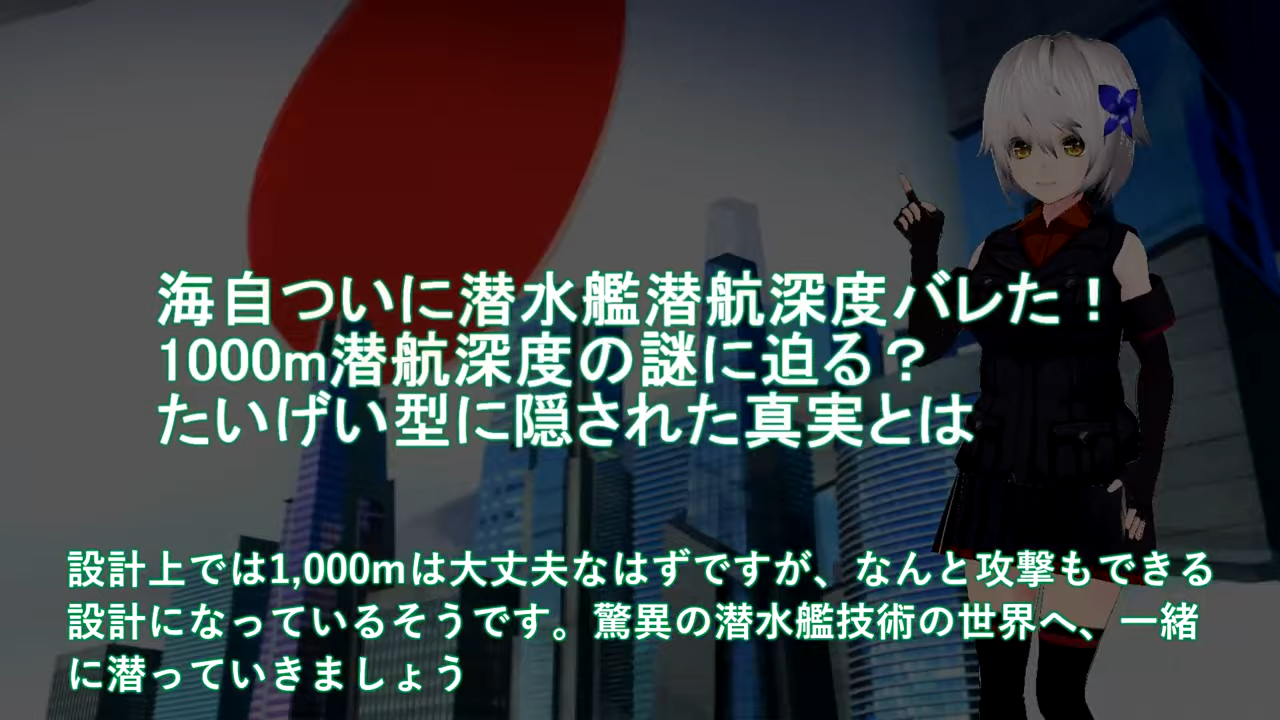 海自ついに潜水艦潜航深度バレた！
1000m潜航深度の謎に迫る？
たいげい型に隠された真実とは
設計上では1,000mは大丈夫なはずですが、なんと攻撃もできる
設計になっているそうです。驚異の潜水艦技術の世界へ、一緒
に潜っていきましょう